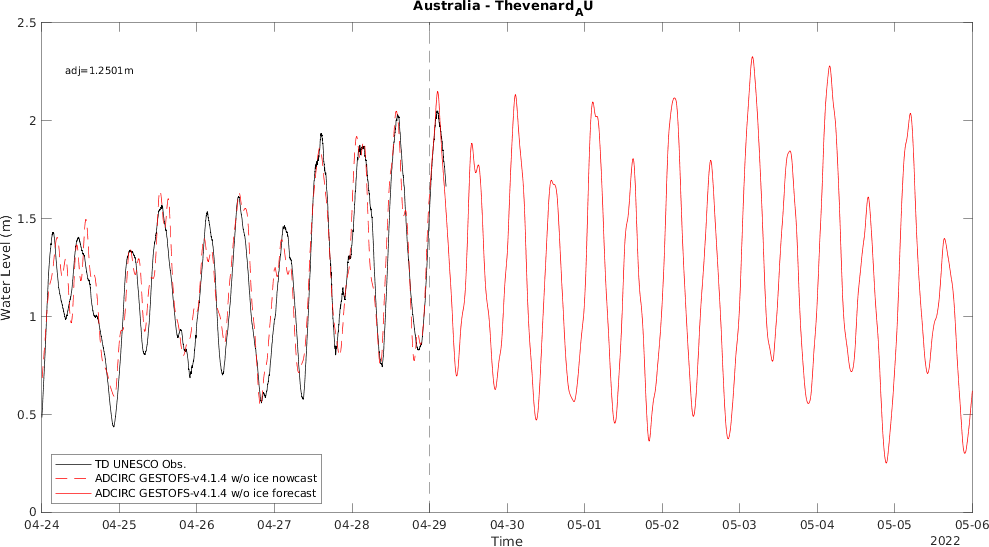 Australia - ThevenardAU
2.5
adj=1.2501m
2
1.5
1
0.5
0
Water Level (m)
TD UNESCO Obs.
ADCIRC GESTOFS-v4.1.4 w/o ice nowcast
ADCIRC GESTOFS-v4.1.4 w/o ice forecast
04-24 04-25 04-26 04-27 04-28 04-29 04-30 05-01 05-02 05-03 05-04 05-05 05-06
Time
2022